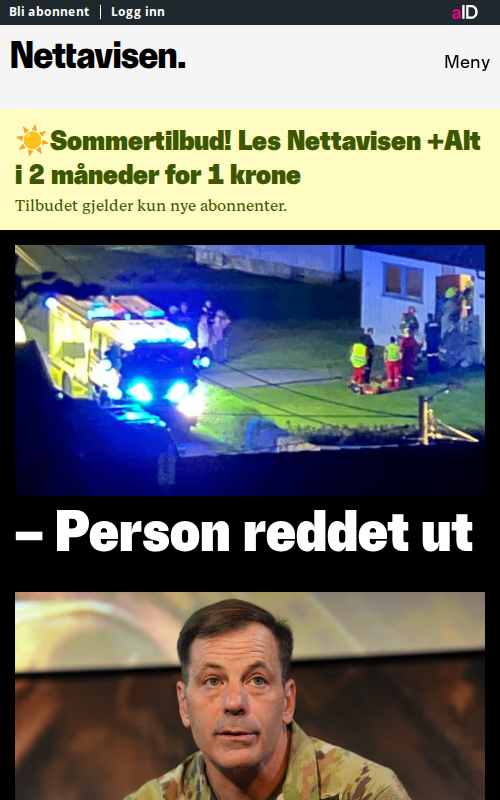 Bli abonnent | Logg inn
aID
Nettavisen.
Meny
☀️Sommertilbud! Les Nettavisen +Alt
i 2 måneder for 1 krone
Tilbudet gjelder kun nye abonnenter.
– Person reddet ut